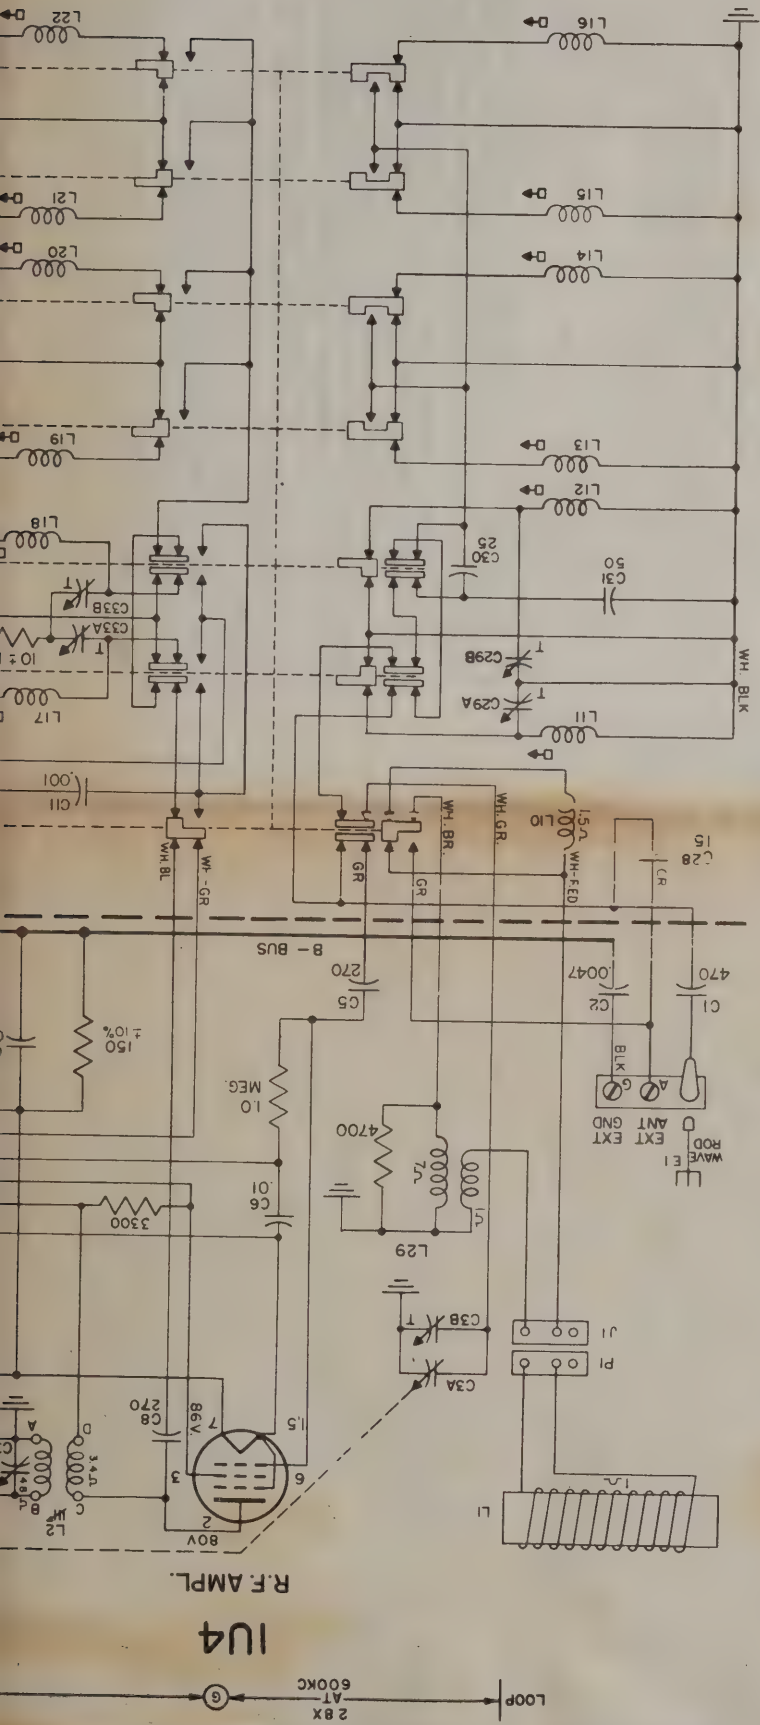 LOOP
28X
AT
600KC
G
1U4
R.F. AMPL.
L1
1Ω
80V
2
3
6
7
1,5
86V.
C8
270
L2
C
D
B
A
3.4Ω
P1
J1
C3A
C3B
T
L29
1Ω
7Ω
4700
3300
C6
.01
1.0
MEG.
150
±10%
WAVE
ROD
E1
EXT
ANT
EXT
GND
A
G
BLK
C1
470
C2
.0047
C5
270
B – BUS
C28
15
GR
WH-RED
L10
1.5Ω
WH.GR.
WH.BR.
GR
GR
WH-GR
WH.BL
C11
.001
L11
C29A
T
C29B
T
WH. BLK
L17
C33A
T
C33B
T
10 ±
C31
50
C30
25
L18
L12
L13
L19
L14
L20
L15
L21
L16
L22